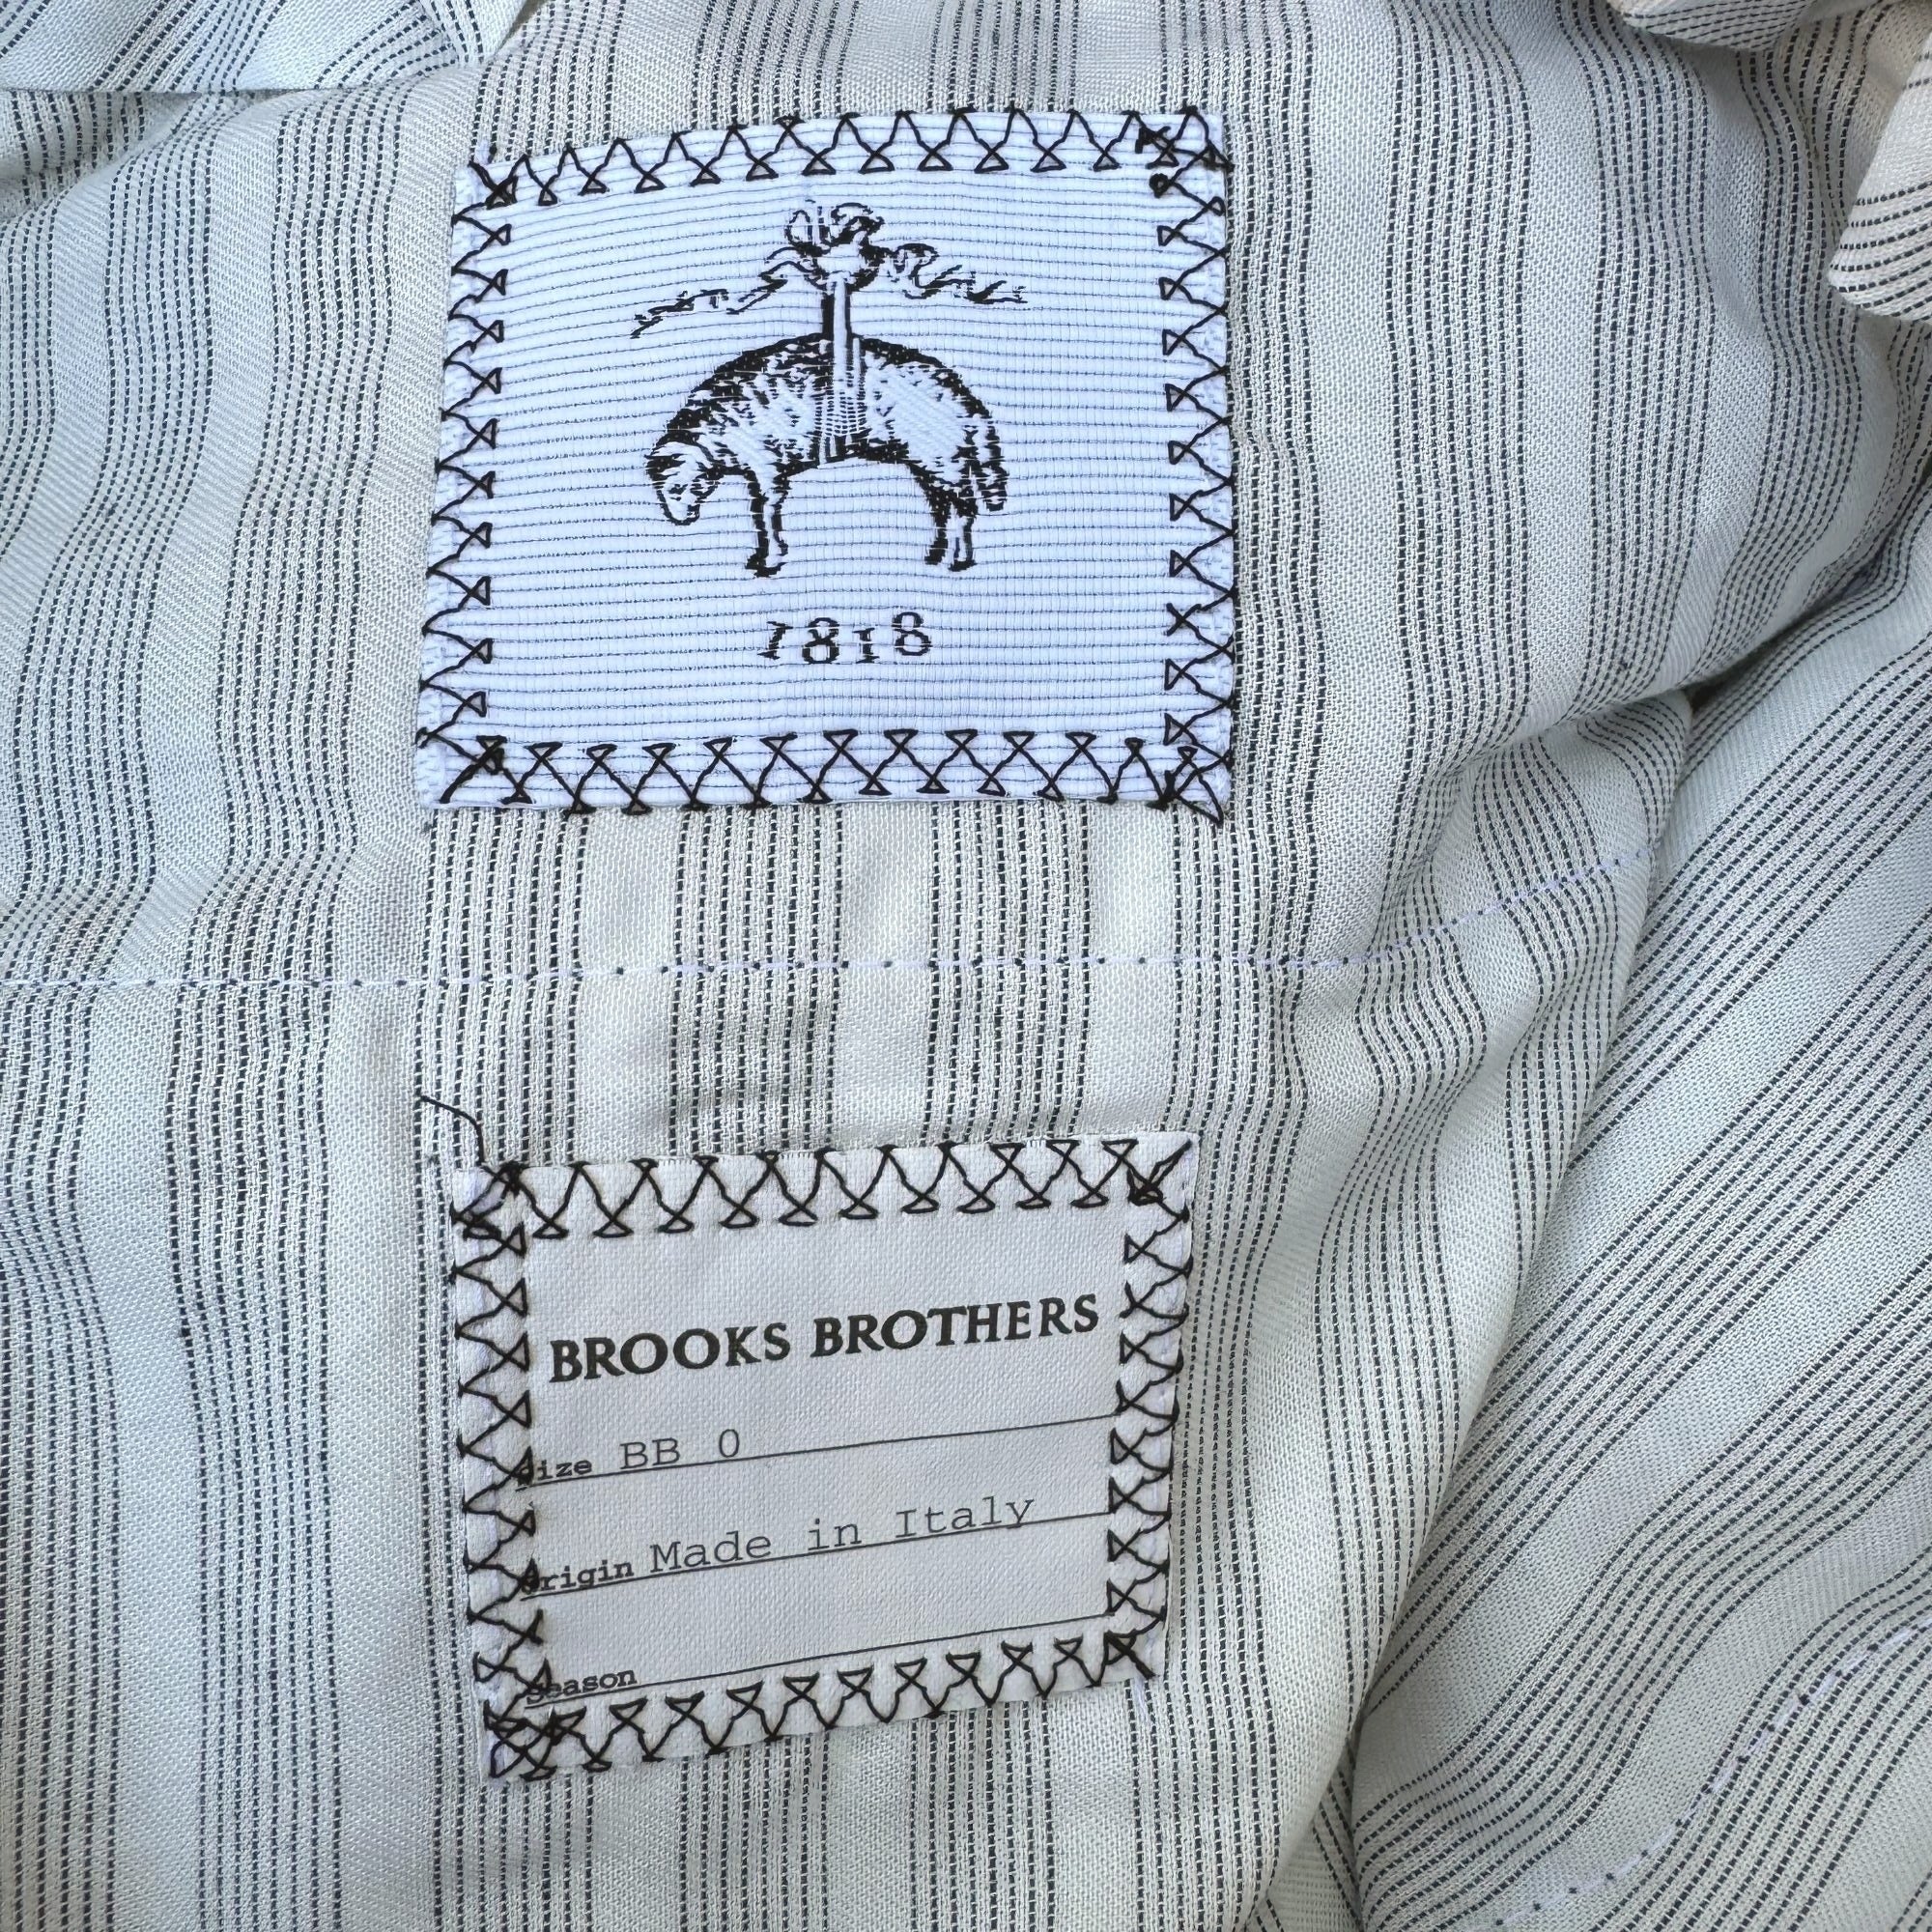 1818
BROOKS BROTHERS
Size BB 0
Origin Made in Italy
Season